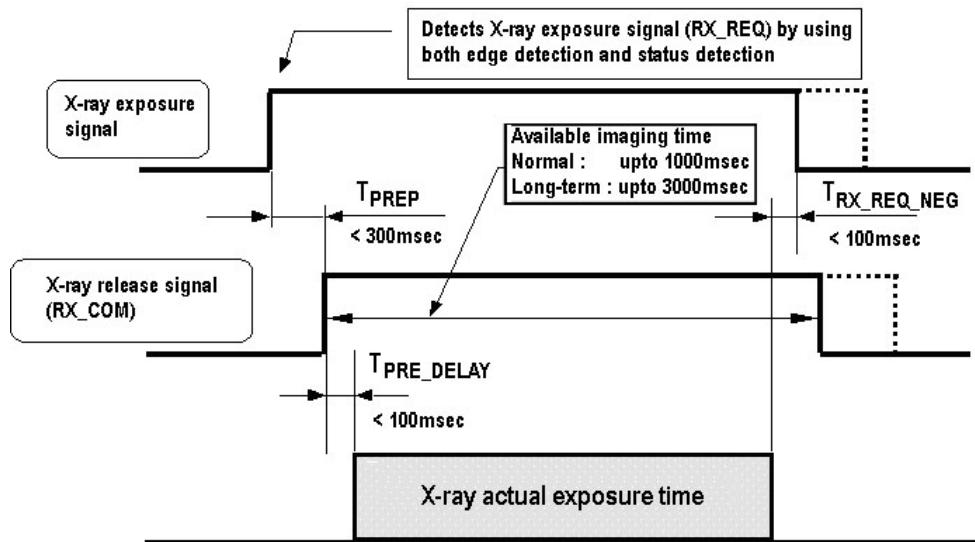 Detects X-ray exposure signal (RX_REQ) by using
both edge detection and status detection
X-ray exposure
signal
Available imaging time
Normal : upto 1000msec
Long-term : upto 3000msec
TPREP
< 300msec
TRX_REQ_NEG
< 100msec
X-ray release signal
(RX_COM)
TPRE_DELAY
< 100msec
X-ray actual exposure time